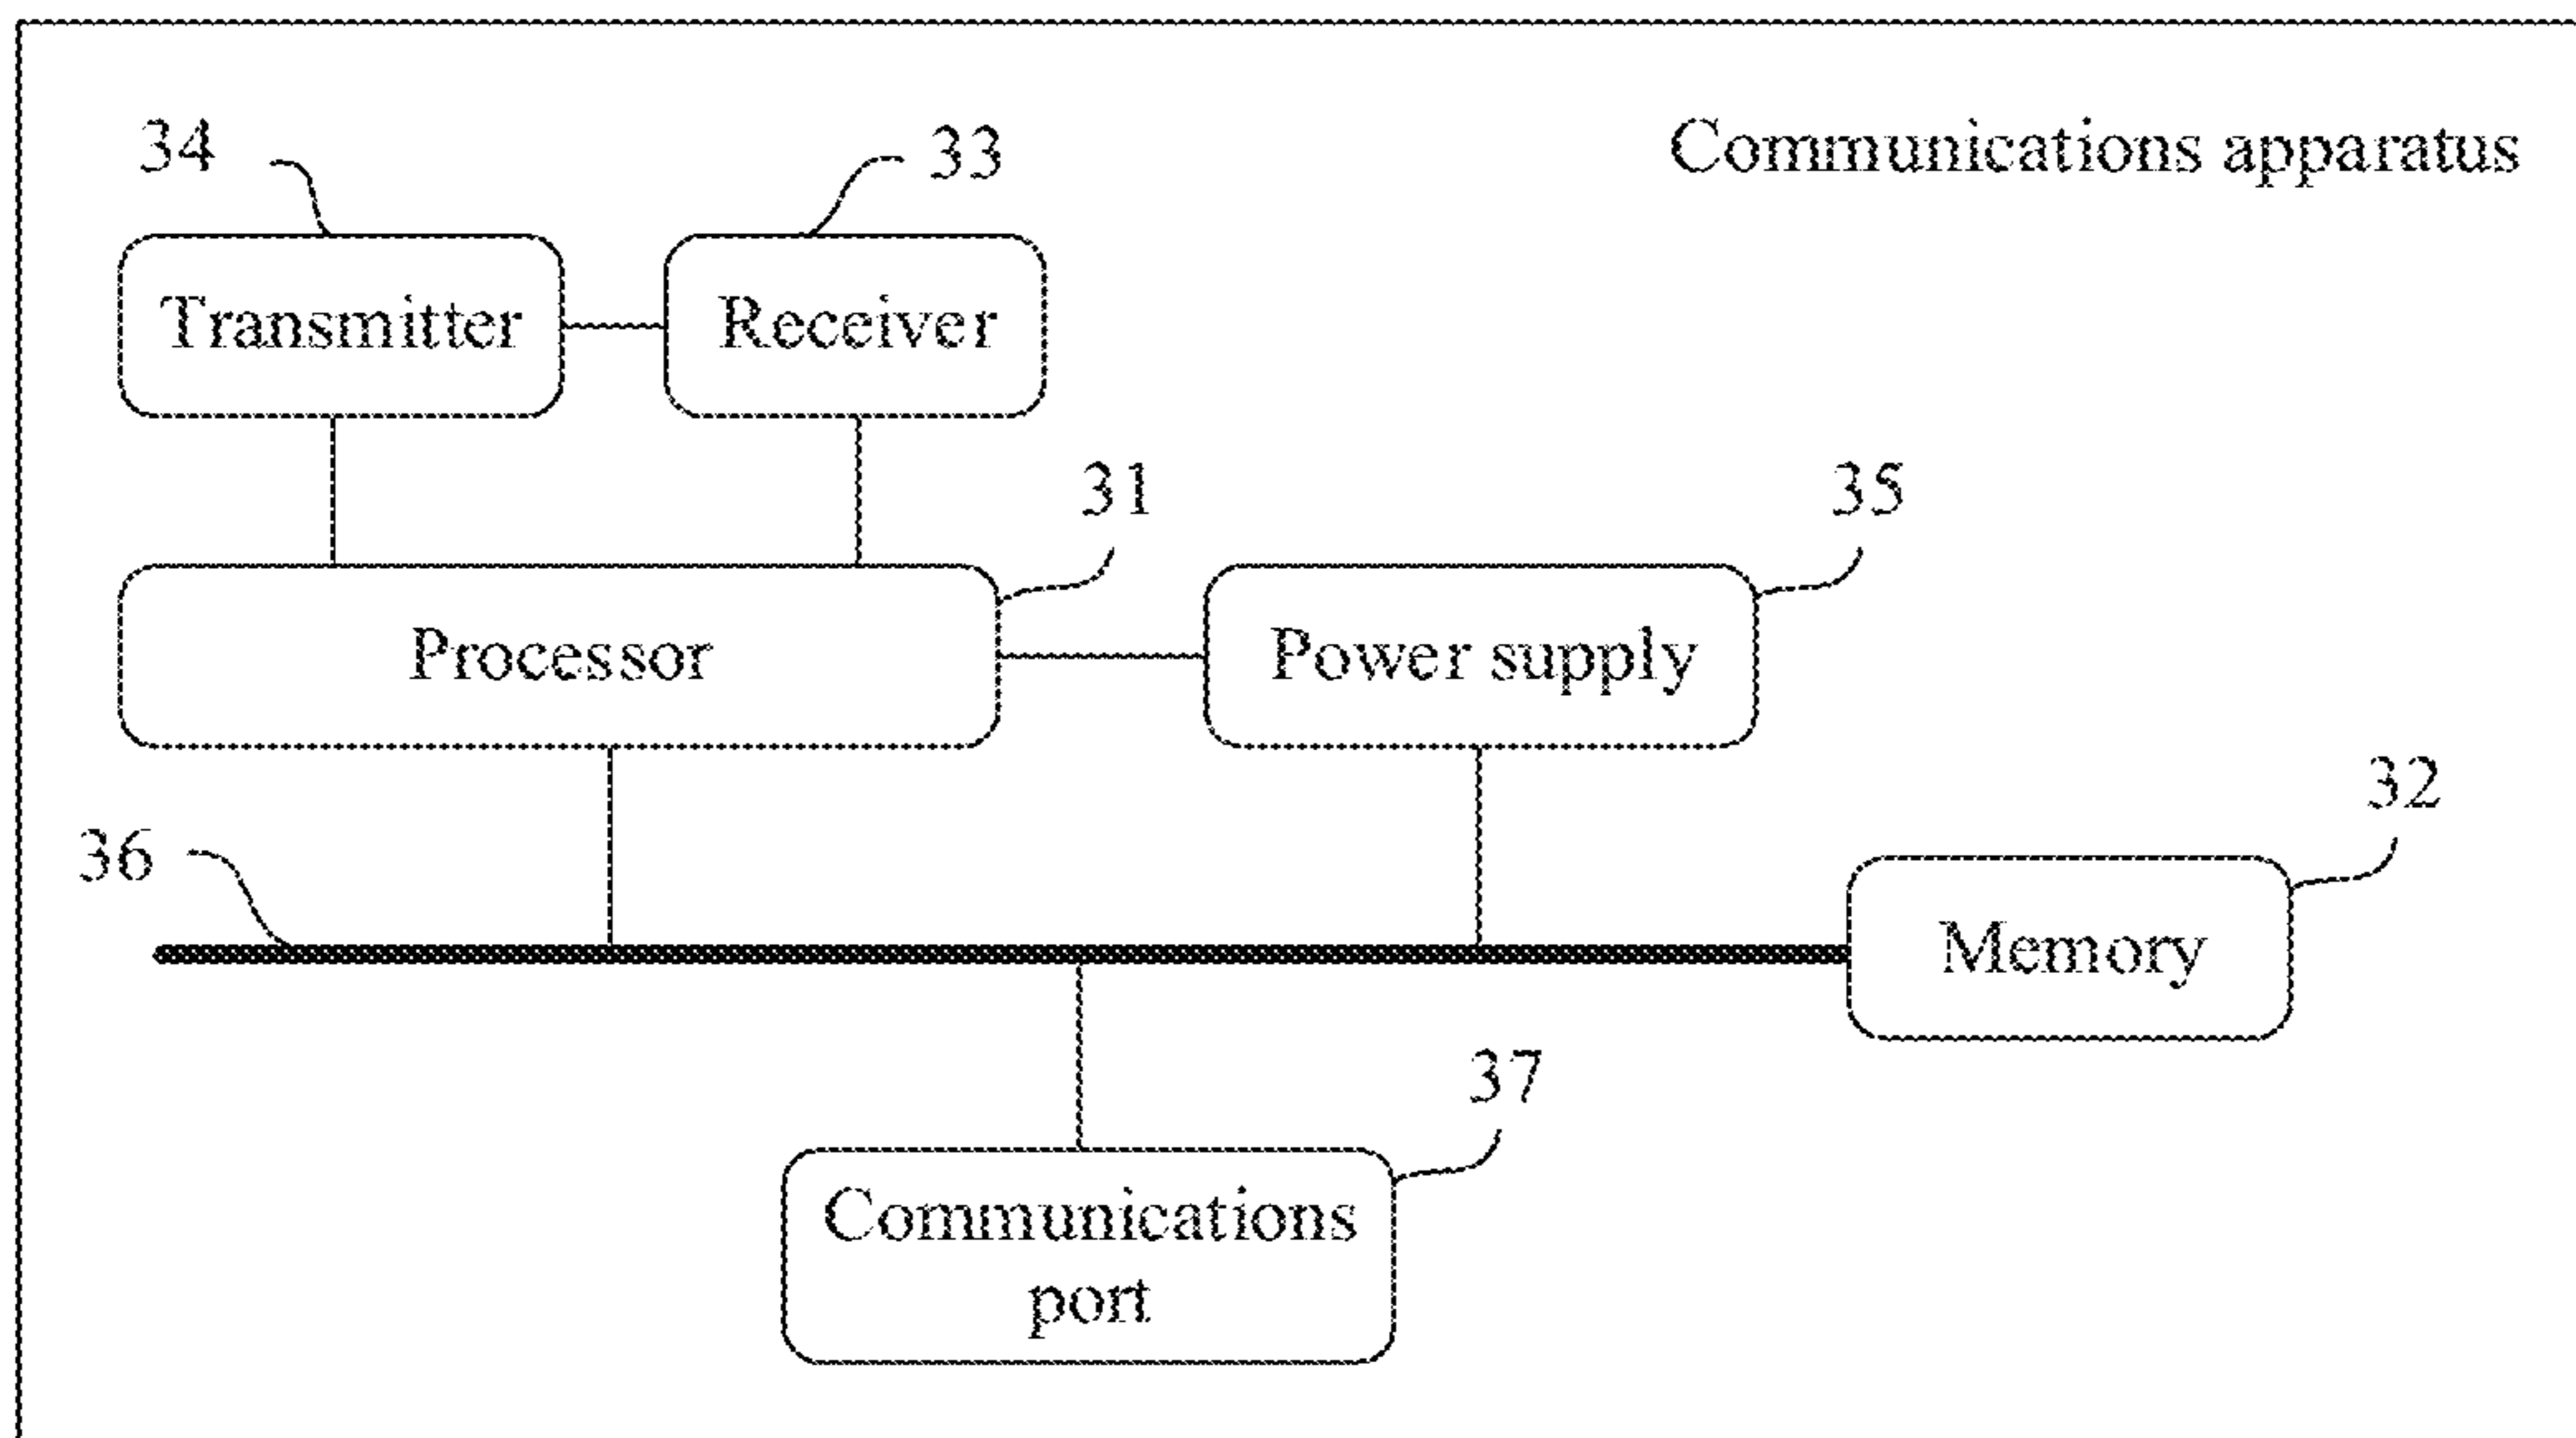 Communications apparatus
34
33
Transmitter
Receiver
31
35
Processor
Power supply
32
36
Memory
37
Communications
port